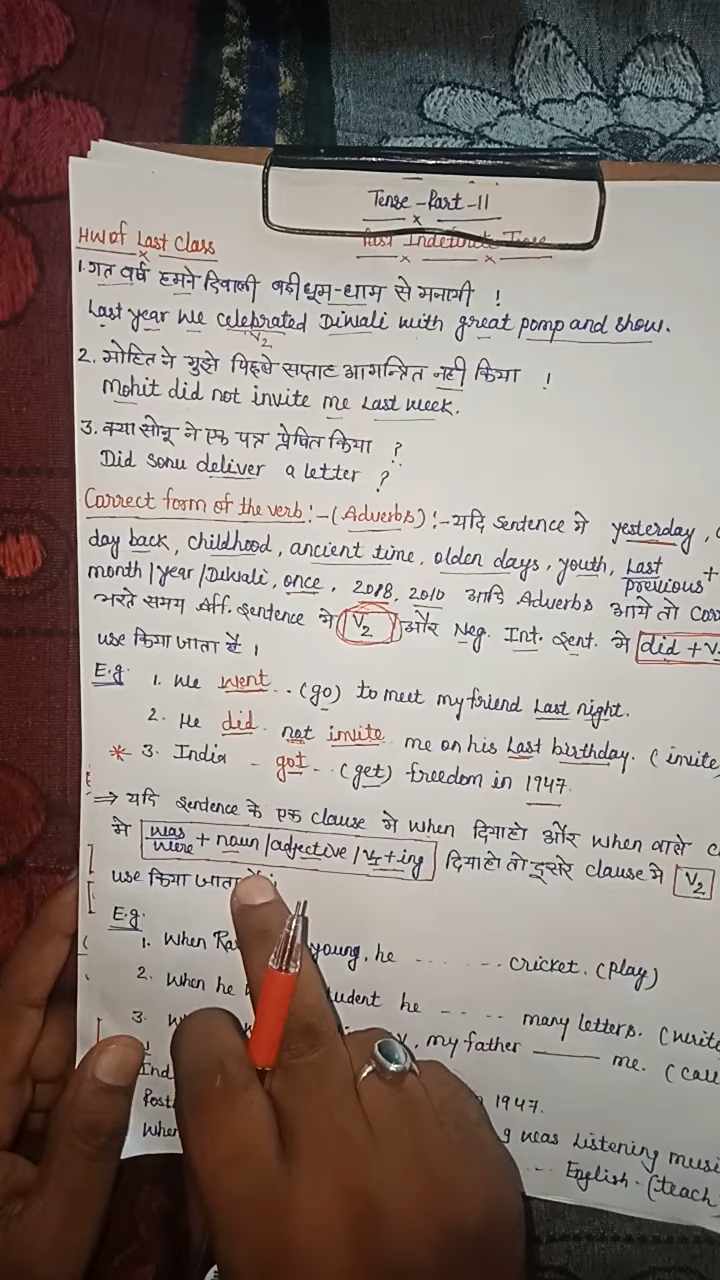 Tense-Part-II
HW of Last Class
Past Indefinite Tense
1. गत वर्ष हमने दिवाली बड़ी धूम-धाम से मनायी !
Last year we celebrated Diwali with great pomp and show.
V2
2. मोहित ने मुझे पिछले सप्ताह आमन्त्रित नही किया !
Mohit did not invite me Last week.
3. क्या सोनू ने एक पत्र प्रेषित किया ?
Did Sonu deliver a letter ?
Correct form of the verb:-(Adverbs):-यदि Sentence मे yesterday,
day back, childhood, ancient time, olden days, youth, Last +
Previous
month/year/Diwali, once, 2018, 2010 आदि Adverbs आये तो
भरते समय Aff. Sentence मे V2 और Neg. Int. Sent. मे did +
use किया जाता है ।
E.g. 1. We went..(go) to meet my friend Last night.
2. He did not invite me on his Last birthday. (invite
* 3. India - got..(get) freedom in 1947.
⇒ यदि Sentence के एक clause मे when दिया हो और when वाले
मे was/were + noun/adjective/V1+ing दिया हो तो दूसरे clause मे V2
use किया जाता
E.g.
1. When young, he ....... cricket. (Play)
2. When he he .... many letters. (write
3. my father ____ me.
1947.
was Listening
English-(teach